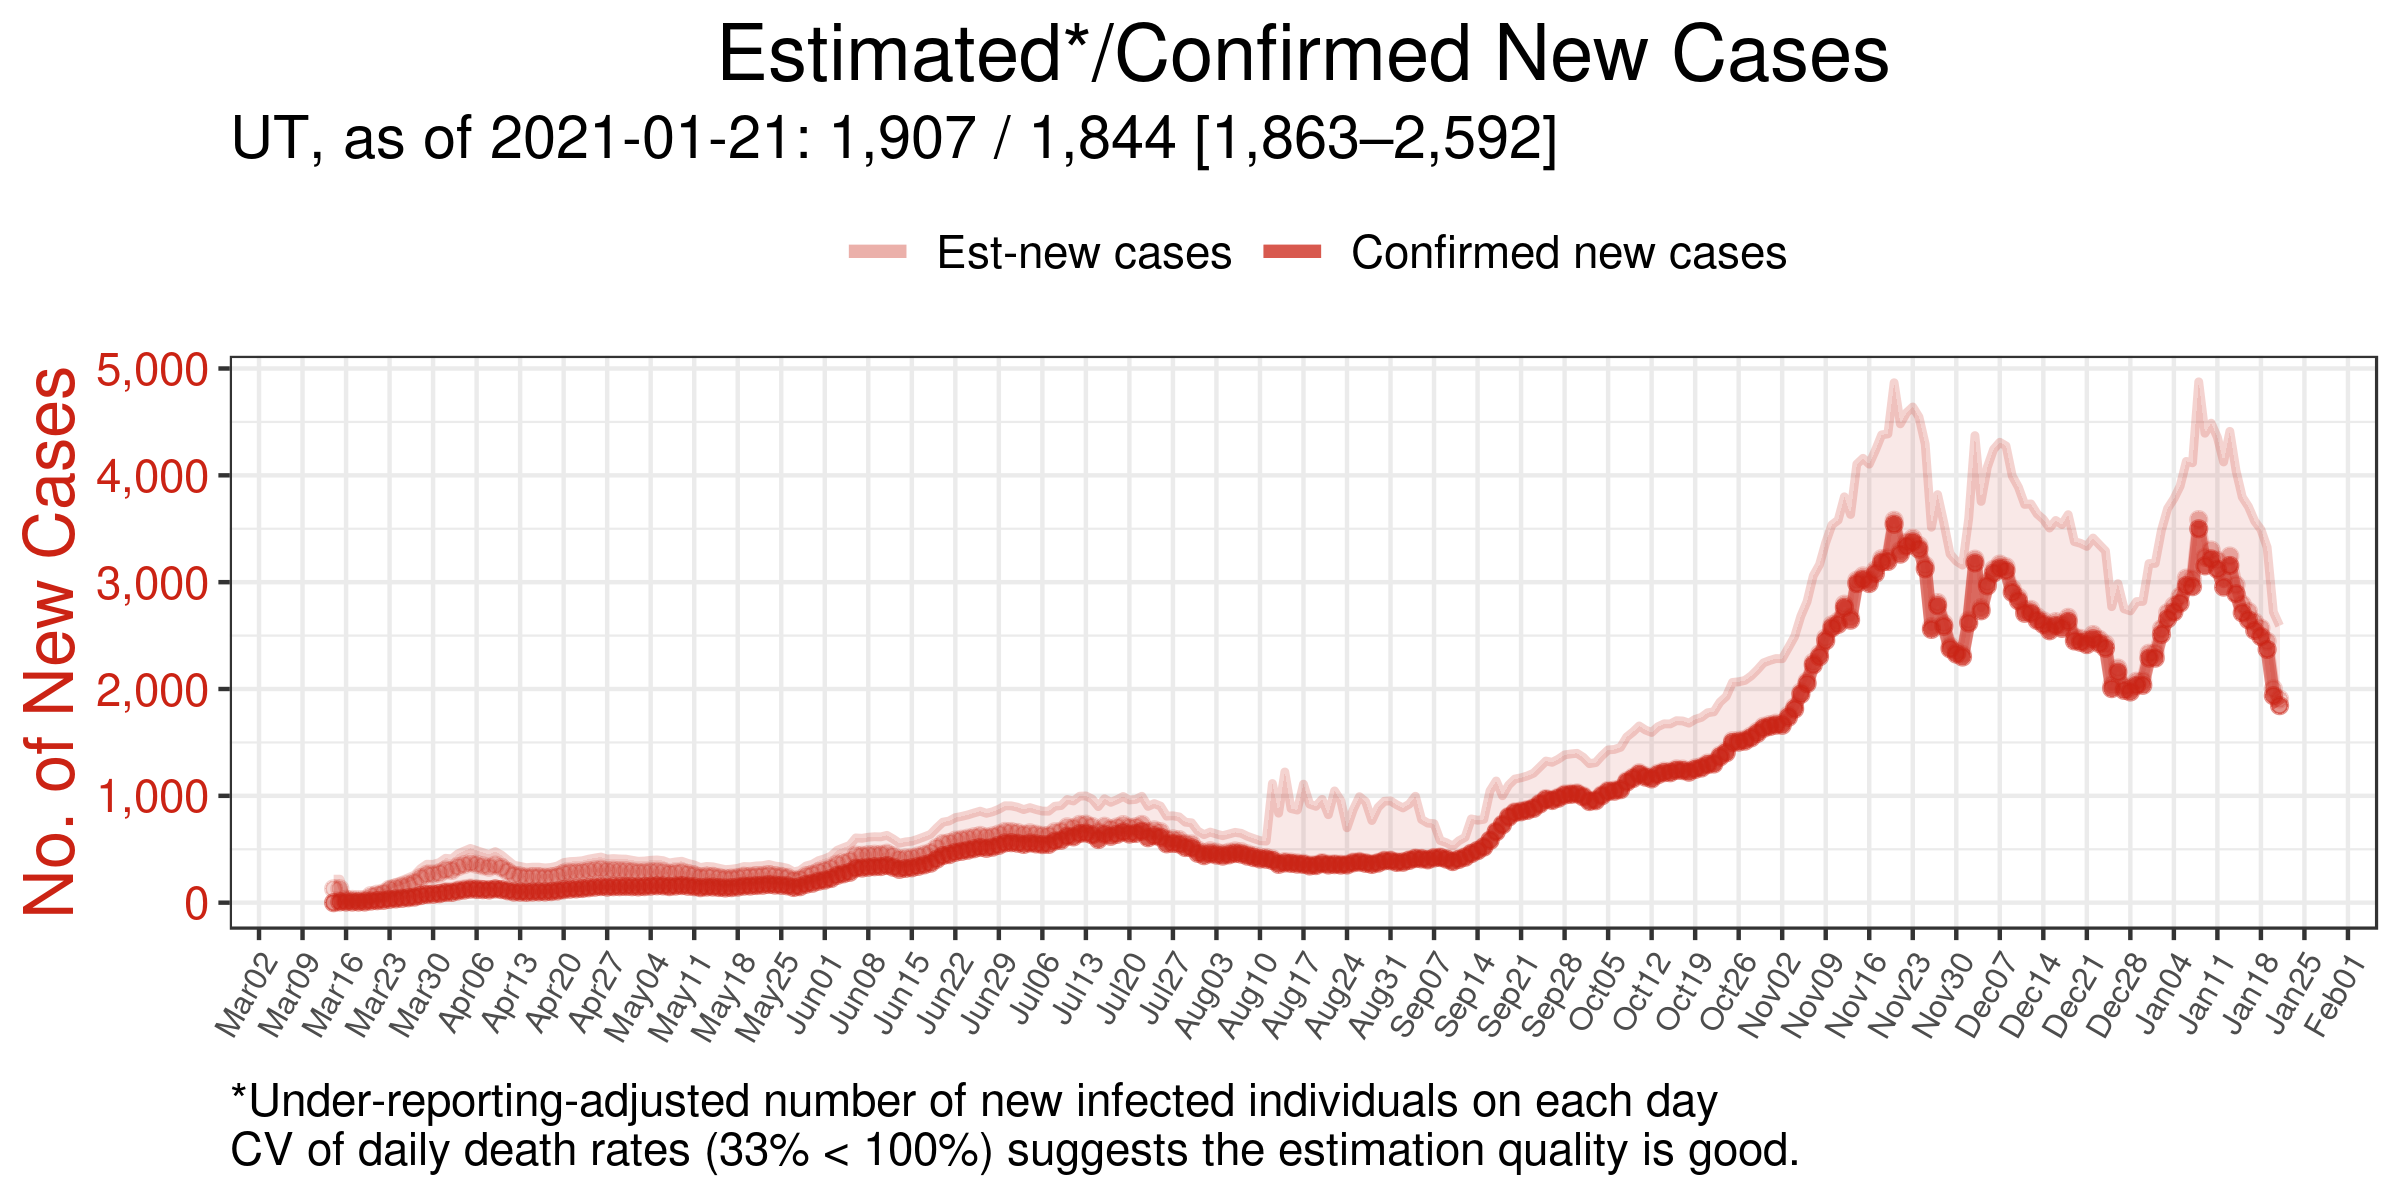 Estimated*/Confirmed New Cases
UT, as of 2021-01-21: 1,907 / 1,844 [1,863–2,592]
Est-new cases
Confirmed new cases
No. of New Cases
5,000
4,000
3,000
2,000
1,000
0
Mar02
Mar09
Mar16
Mar23
Mar30
Apr06
Apr13
Apr20
Apr27
May04
May11
May18
May25
Jun01
Jun08
Jun15
Jun22
Jun29
Jul06
Jul13
Jul20
Jul27
Aug03
Aug10
Aug17
Aug24
Aug31
Sep07
Sep14
Sep21
Sep28
Oct05
Oct12
Oct19
Oct26
Nov02
Nov09
Nov16
Nov23
Nov30
Dec07
Dec14
Dec21
Dec28
Jan04
Jan11
Jan18
Jan25
Feb01
*Under-reporting-adjusted number of new infected individuals on each day
CV of daily death rates (33% < 100%) suggests the estimation quality is good.